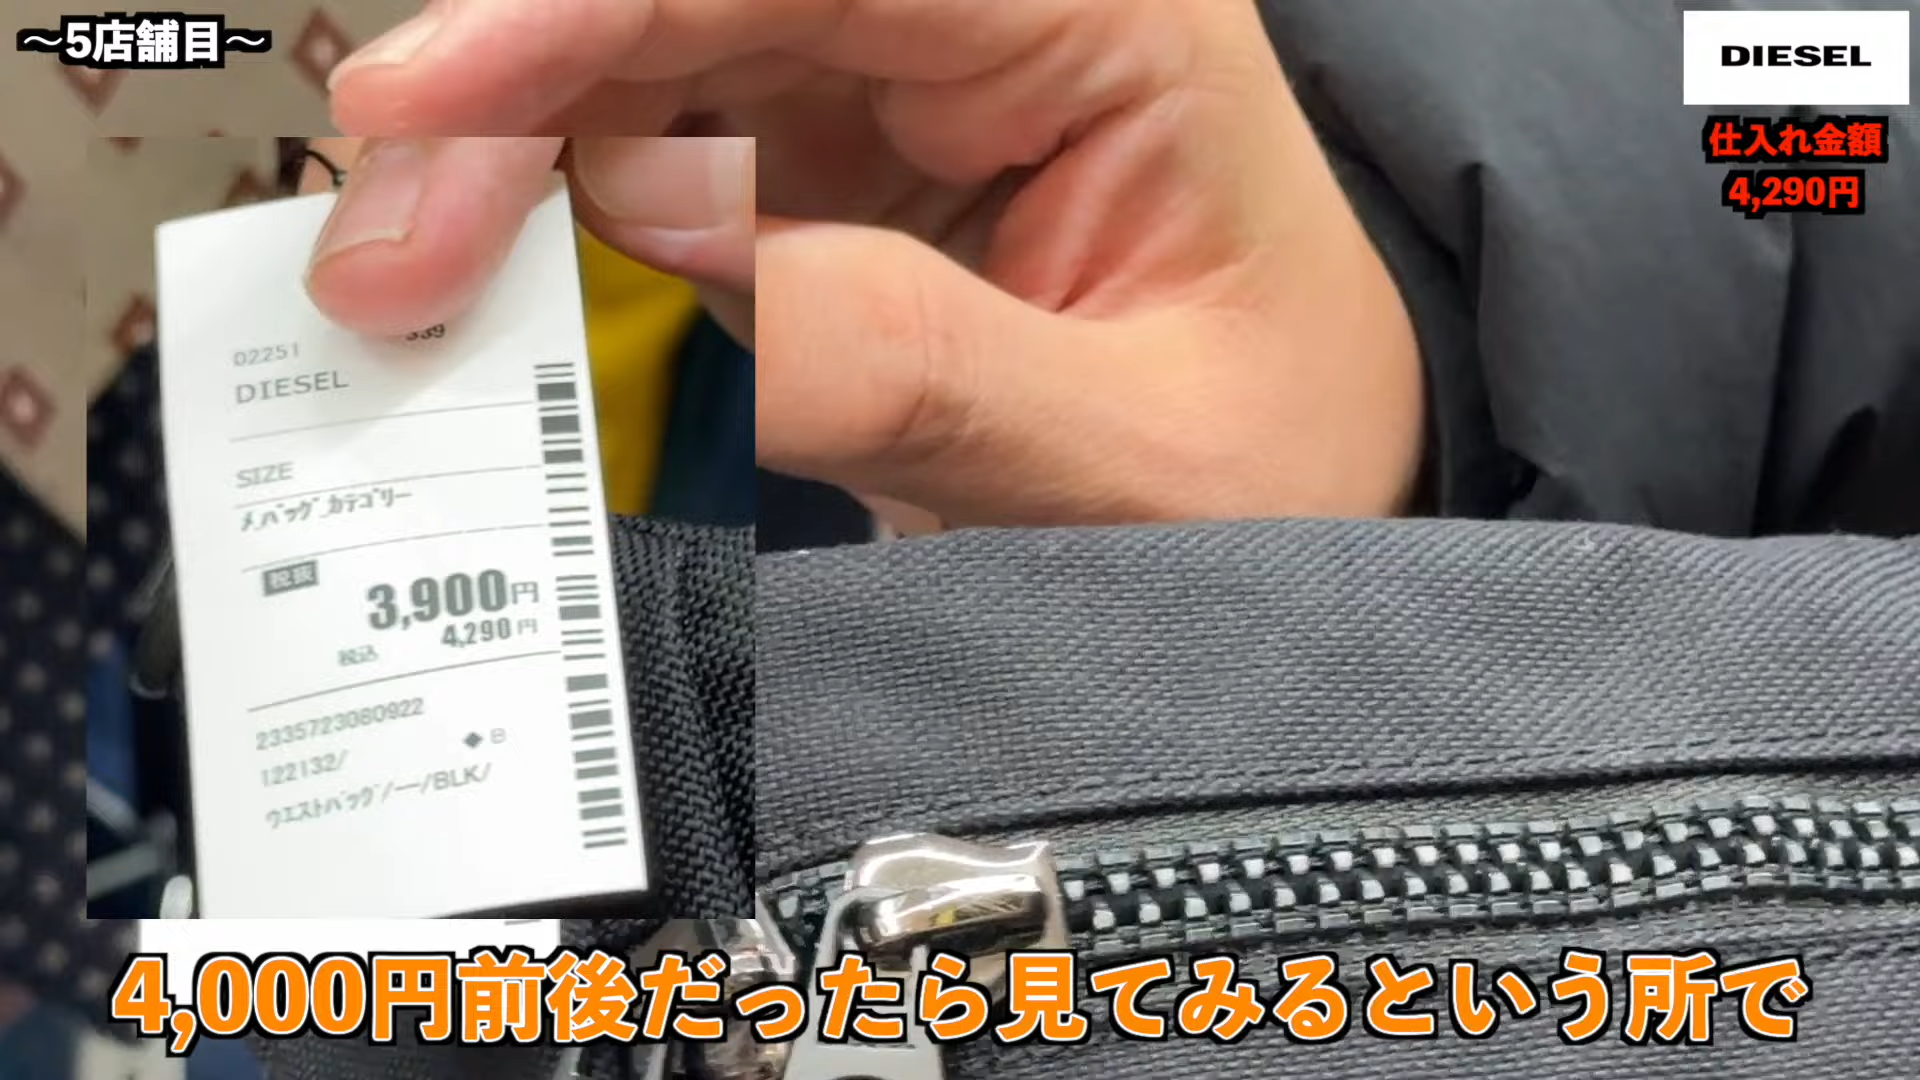 ～5店舗目～
DIESEL
仕入れ金額
4,290円
02251
DIESEL
SIZE
メ_バッグ_カテゴリー
税抜
3,900円
4,290円
税込
2335723080922
122132/
◆B
ウエストバッグ/ー/BLK/
4,000円前後だったら見てみるという所で